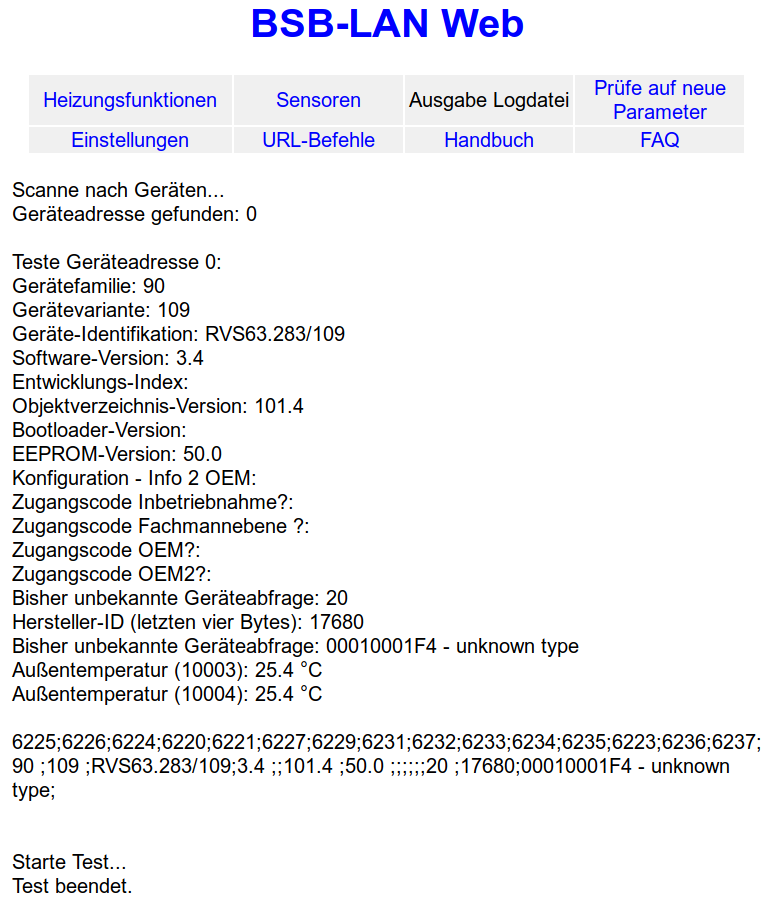 BSB-LAN Web
Heizungsfunktionen Sensoren Ausgabe Logdatei Prüfe auf neue Parameter
Einstellungen URL-Befehle Handbuch FAQ
Scanne nach Geräten...
Geräteadresse gefunden: 0
Teste Geräteadresse 0:
Gerätefamilie: 90
Gerätevariante: 109
Geräte-Identifikation: RVS63.283/109
Software-Version: 3.4
Entwicklungs-Index:
Objektverzeichnis-Version: 101.4
Bootloader-Version:
EEPROM-Version: 50.0
Konfiguration - Info 2 OEM:
Zugangscode Inbetriebnahme?:
Zugangscode Fachmannebene ?:
Zugangscode OEM?:
Zugangscode OEM2?:
Bisher unbekannte Geräteabfrage: 20
Hersteller-ID (letzten vier Bytes): 17680
Bisher unbekannte Geräteabfrage: 00010001F4 - unknown type
Außentemperatur (10003): 25.4 °C
Außentemperatur (10004): 25.4 °C
6225;6226;6224;6220;6221;6227;6229;6231;6232;6233;6234;6235;6223;6236;6237;
90 ;109 ;RVS63.283/109;3.4 ;;101.4 ;50.0 ;;;;;;20 ;17680;00010001F4 - unknown
type;
Starte Test...
Test beendet.